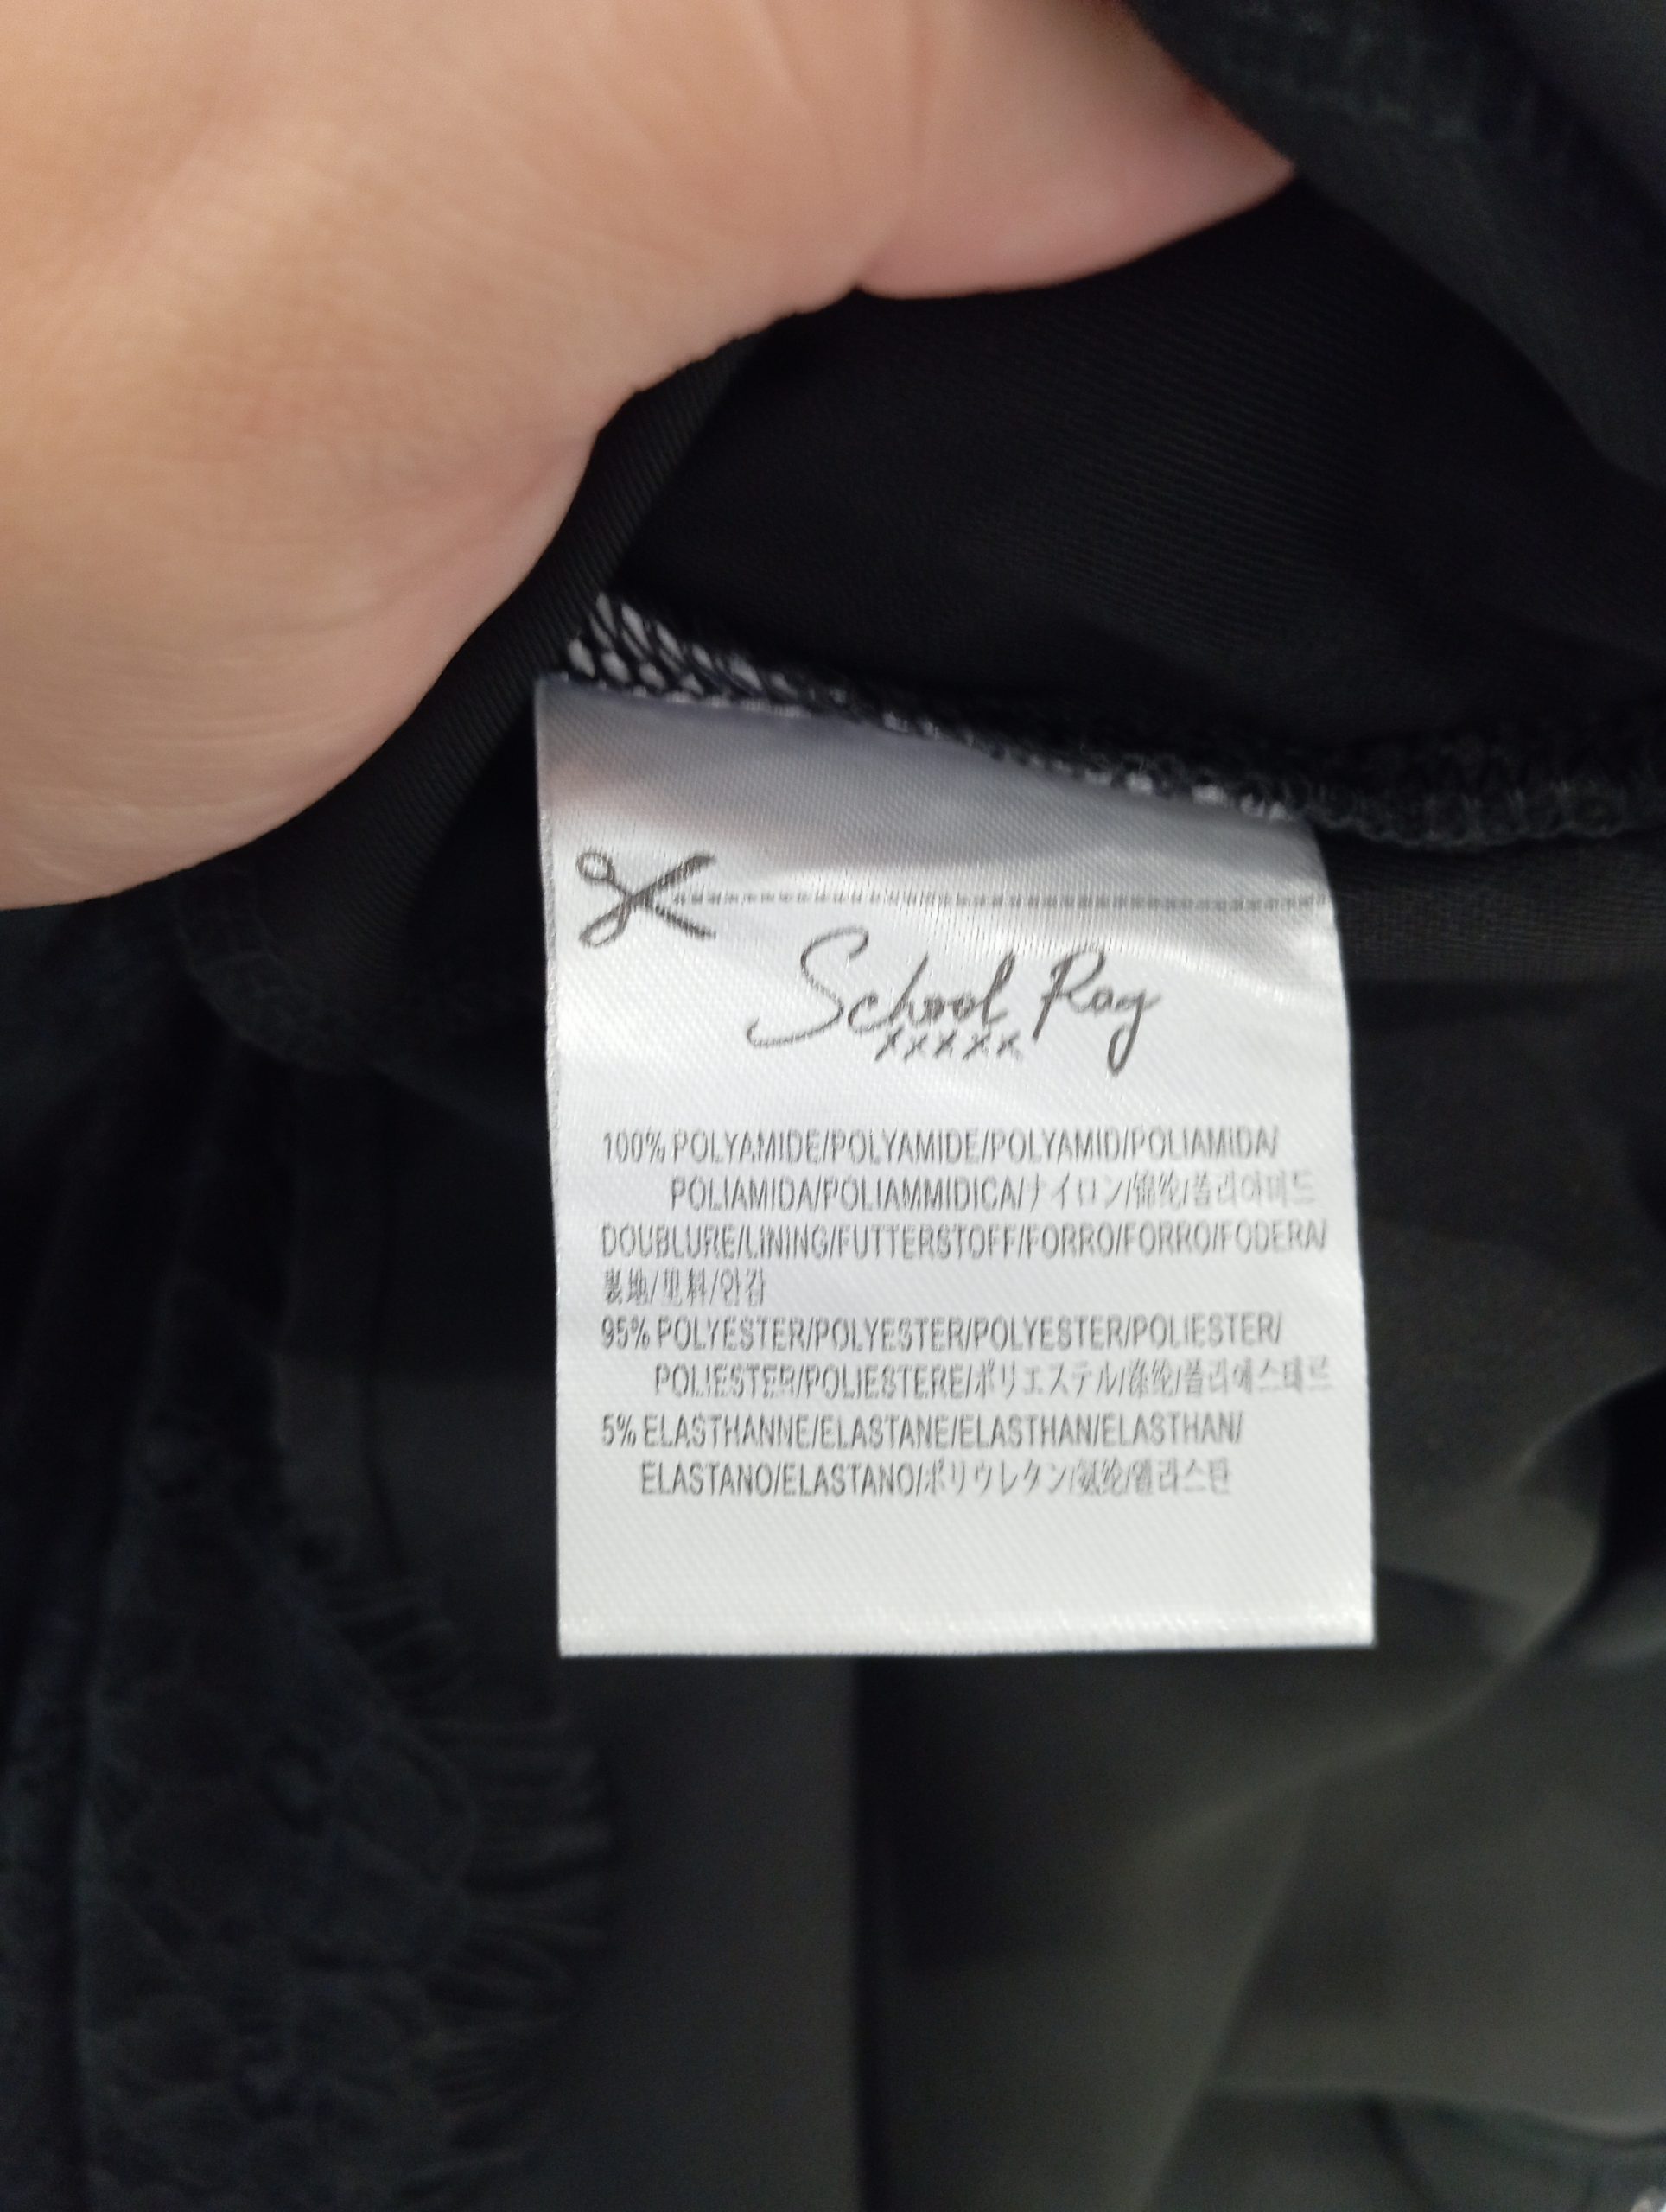 School Rag
xxxxx
100% POLYAMIDE/POLYAMIDE/POLYAMID/POLIAMIDA/
POLIAMIDA/POLIAMMIDICA/ナイロン/锦纶/폴리아미드
DOUBLURE/LINING/FUTTERSTOFF/FORRO/FORRO/FODERA/
裏地/里料/안감
95% POLYESTER/POLYESTER/POLYESTER/POLIESTER/
POLIESTER/POLIESTERE/ポリエステル/涤纶/폴리에스테르
5% ELASTHANNE/ELASTANE/ELASTHAN/ELASTHAN/
ELASTANO/ELASTANO/ポリウレタン/氨纶/엘라스탄